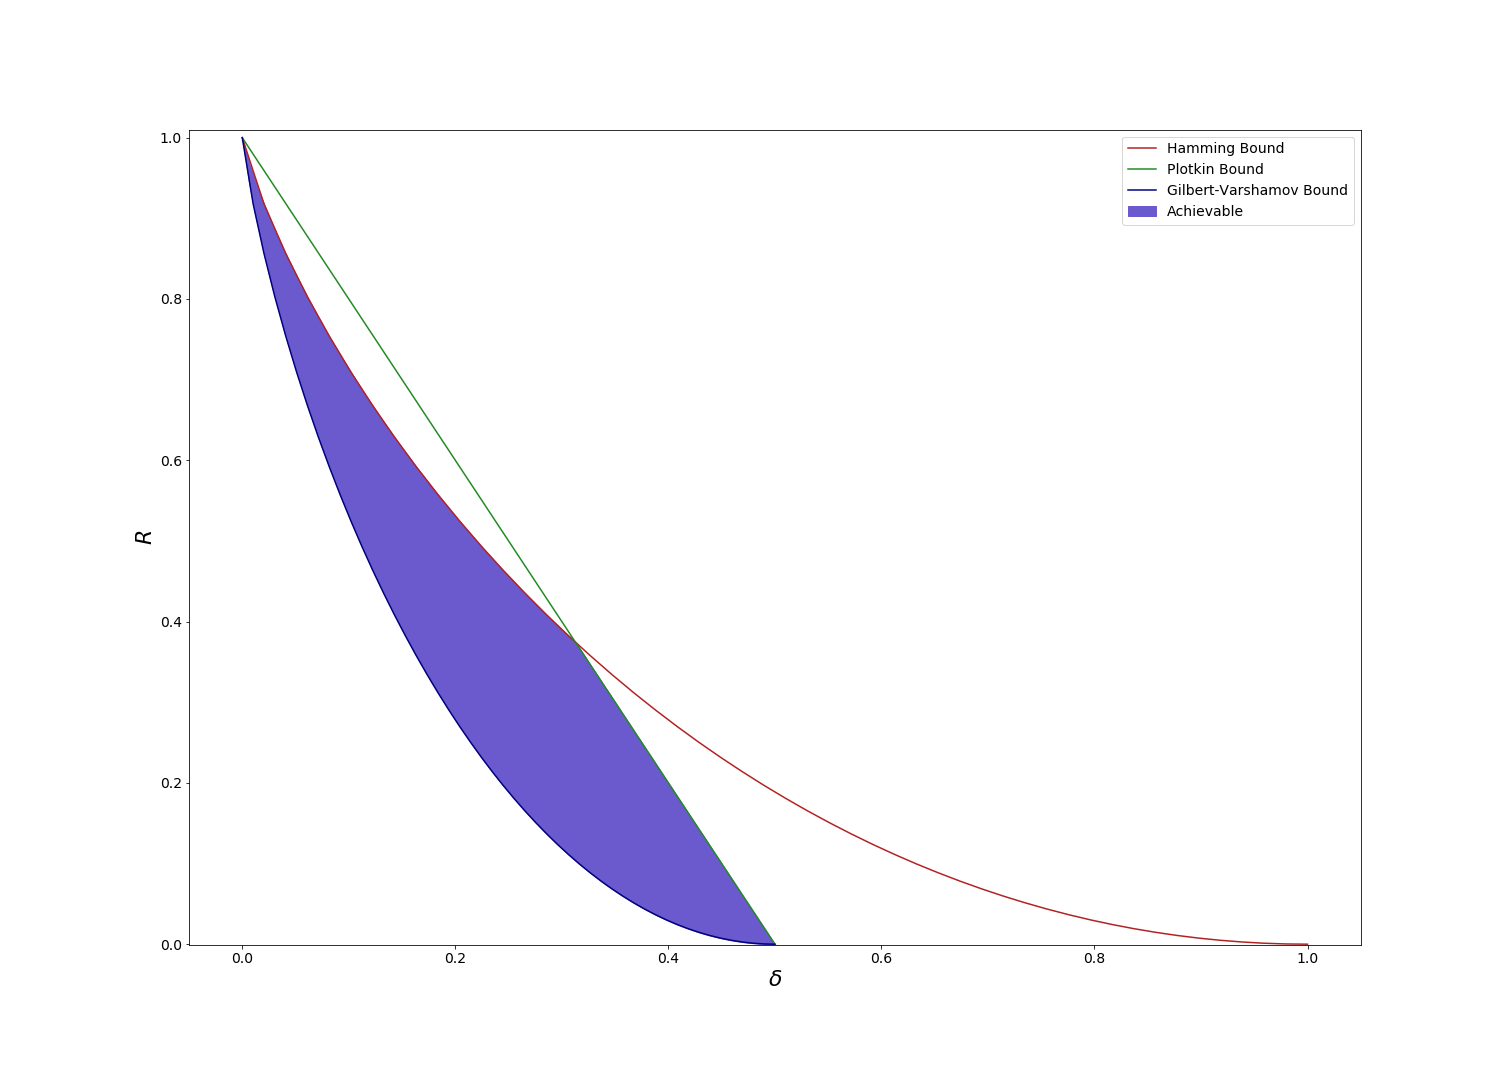 Hamming Bound
Plotkin Bound
Gilbert-Varshamov Bound
Achievable
1.0
0.8
0.6
0.4
0.2
0.0
R
0.0 0.2 0.4 0.6 0.8 1.0
δ